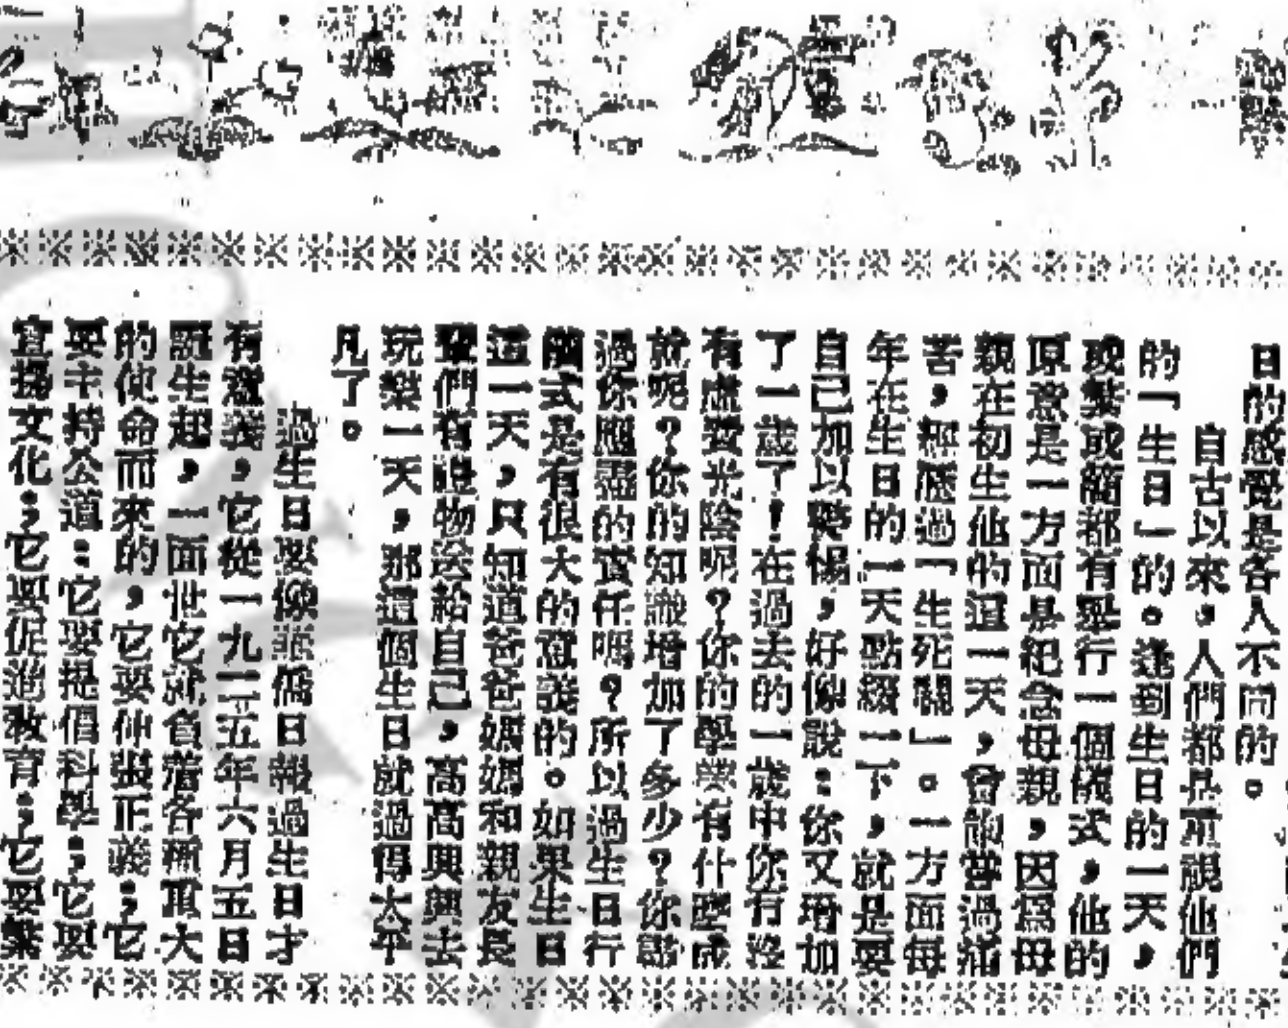 日的感覺是各人不同的。
自古以來，人們都是重視他們
的「生日」的。逢到生日的一天，
或繁或簡都有舉行一個儀式，他的
原意是一方面是紀念母親，因爲母
親在初生他的這一天，會飽嘗過痛
苦，經歷過「生死關」。一方面每
年在生日的一天點綴一下，就是要
自己加以警惕，好像說：你又增加
了一歲了！在過去的一歲中你有沒
有虛費光陰呢？你的學業有什麼成
就呢？你的知識增加了多少？你
過你應盡的責任嗎？所以過生日行
個式是有很大的意義的。如果生日
這一天，只知道爸爸媽媽和親友長
輩們有禮物送給自己，高高興興去
玩樂一天，那這個生日就過得太平
凡了。
過生日要像華僑日報過生日才
有意義，它從一九二五年六月五日
誕生起，一面世它就負着各種重大
的使命而來的，它要伸張正義；它
要主持公道：它要提倡科學；它要
宣揚文化；它要促進教育；它要繁